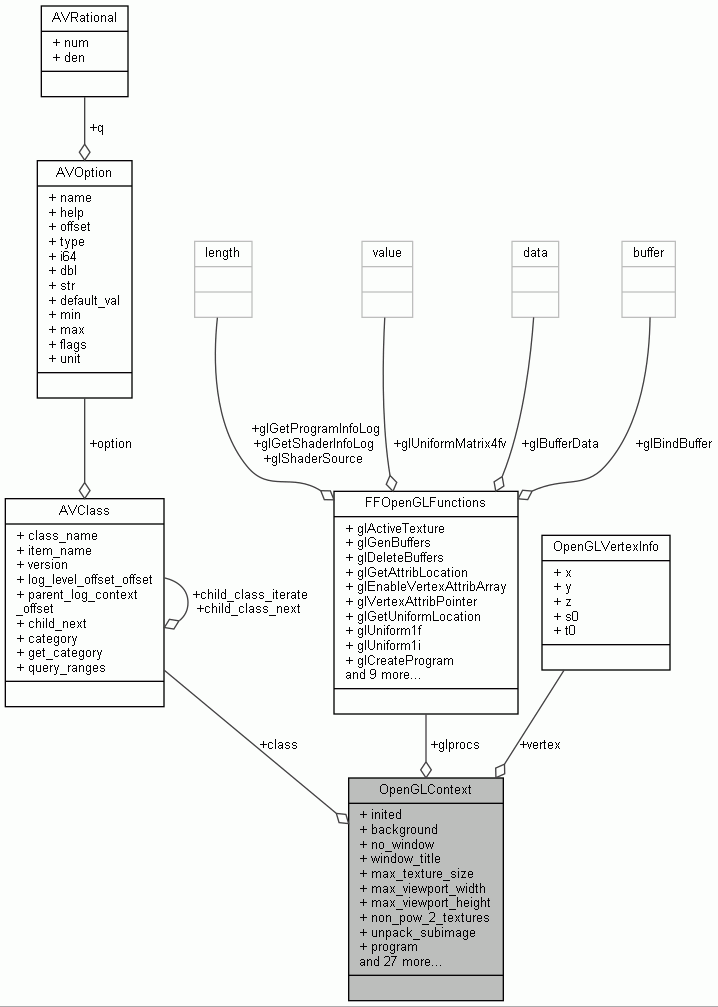 AVRational
+ num
+ den
+q
AVOption
+ name
+ help
+ offset
+ type
+ i64
+ dbl
+ str
+ default_val
+ min
+ max
+ flags
+ unit
length
value
data
buffer
+option
+glGetProgramInfoLog
+glGetShaderInfoLog
+glShaderSource
+glUniformMatrix4fv
+glBufferData
+glBindBuffer
AVClass
+ class_name
+ item_name
+ version
+ log_level_offset_offset
+ parent_log_context
_offset
+ child_next
+ category
+ get_category
+ query_ranges
+child_class_iterate
+child_class_next
FFOpenGLFunctions
+ glActiveTexture
+ glGenBuffers
+ glDeleteBuffers
+ glGetAttribLocation
+ glEnableVertexAttribArray
+ glVertexAttribPointer
+ glGetUniformLocation
+ glUniform1f
+ glUniform1i
+ glCreateProgram
and 9 more...
OpenGLVertexInfo
+ x
+ y
+ z
+ s0
+ t0
+class
+glprocs
+vertex
OpenGLContext
+ inited
+ background
+ no_window
+ window_title
+ max_texture_size
+ max_viewport_width
+ max_viewport_height
+ non_pow_2_textures
+ unpack_subimage
+ program
and 27 more...